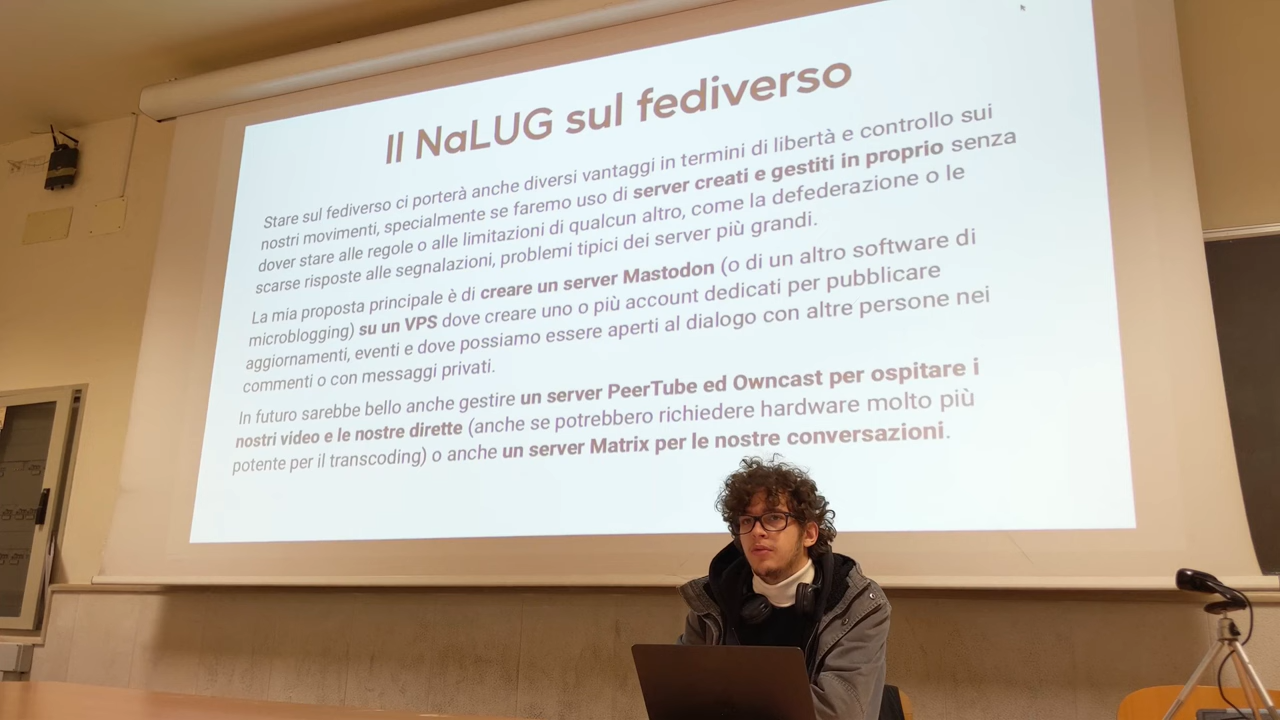 Il NaLUG sul fediverso
Stare sul fediverso ci porterà anche diversi vantaggi in termini di libertà e controllo sui
nostri movimenti, specialmente se faremo uso di server creati e gestiti in proprio senza
dover stare alle regole o alle limitazioni di qualcun altro, come la defederazione o le
scarse risposte alle segnalazioni, problemi tipici dei server più grandi.
La mia proposta principale è di creare un server Mastodon (o di un altro software di
microblogging) su un VPS dove creare uno o più account dedicati per pubblicare
aggiornamenti, eventi e dove possiamo essere aperti al dialogo con altre persone nei
commenti o con messaggi privati.
In futuro sarebbe bello anche gestire un server PeerTube ed Owncast per ospitare i
nostri video e le nostre dirette (anche se potrebbero richiedere hardware molto più
potente per il transcoding) o anche un server Matrix per le nostre conversazioni.